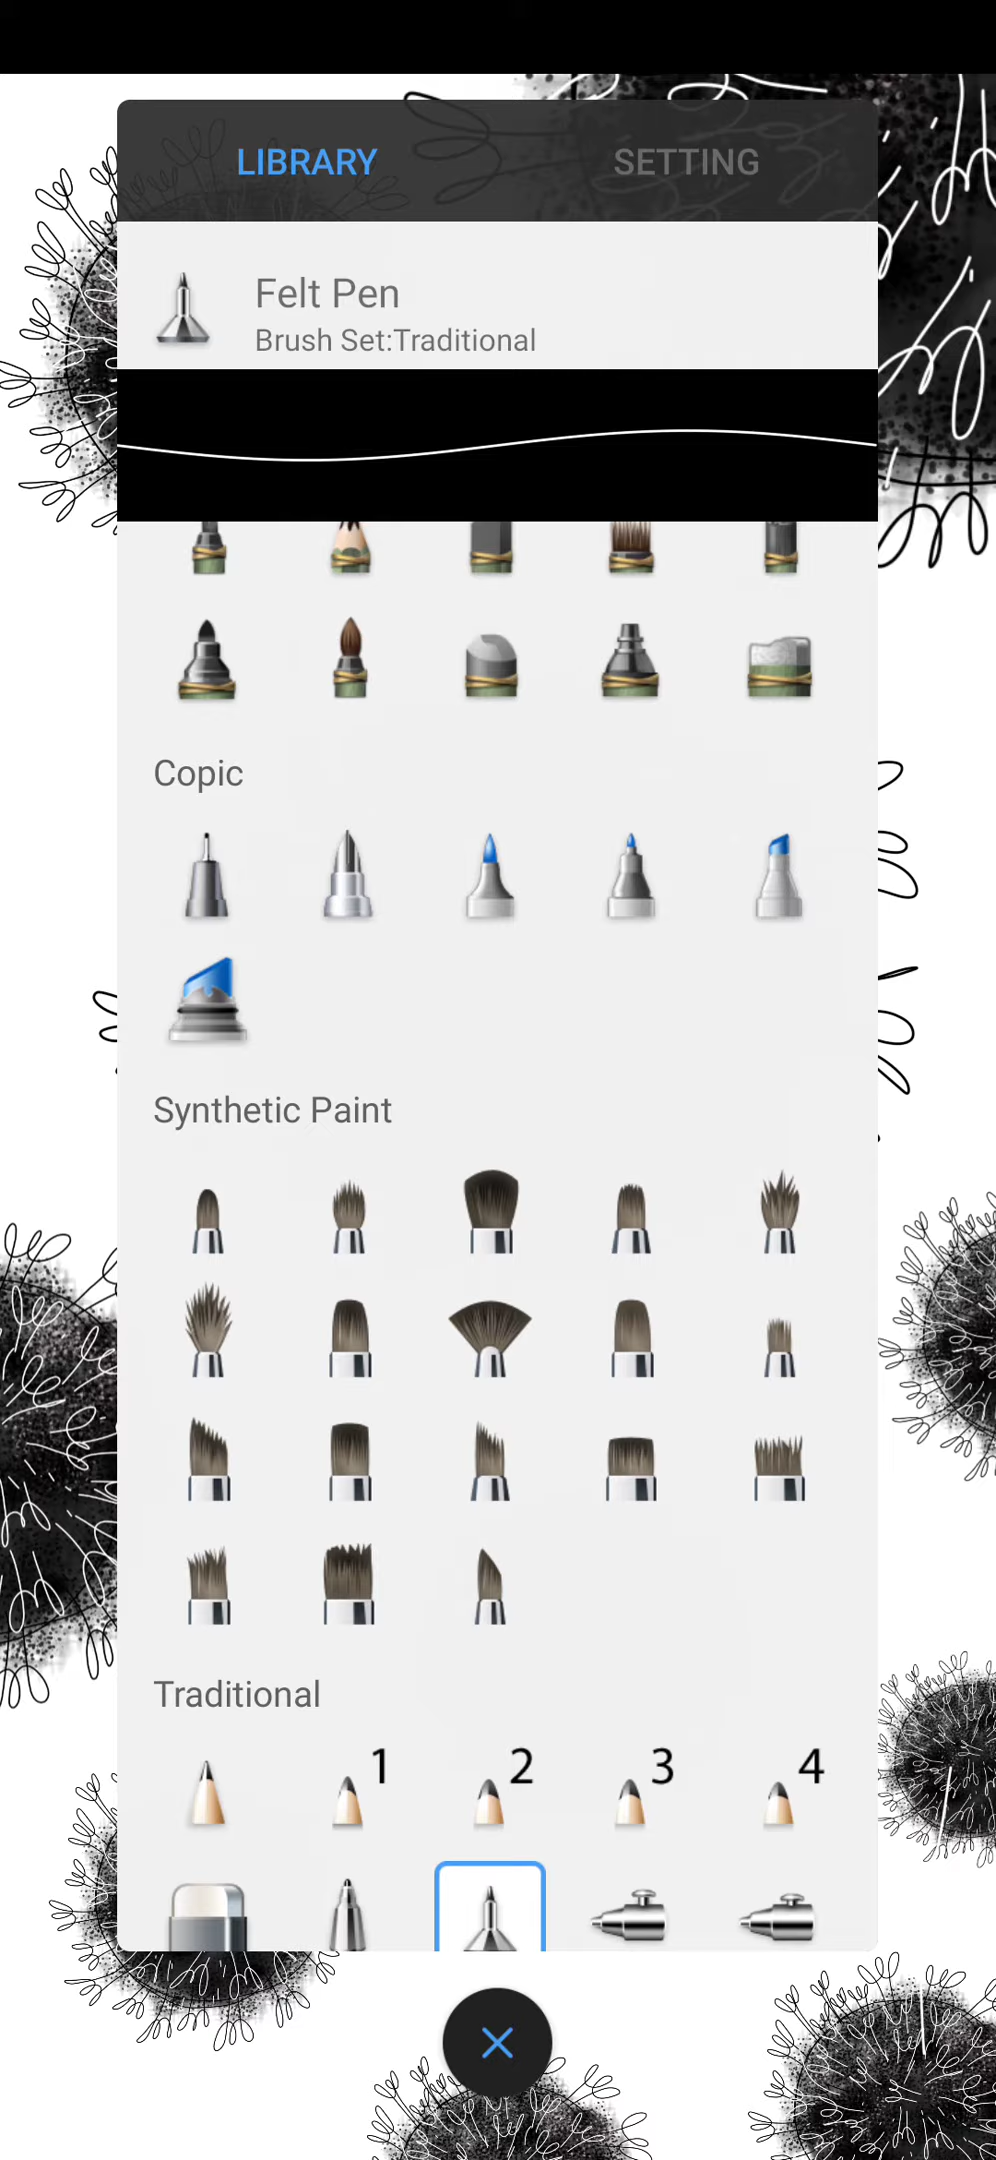 LIBRARY SETTING
Felt Pen
Brush Set:Traditional
Copic
Synthetic Paint
Traditional
1 2 3 4